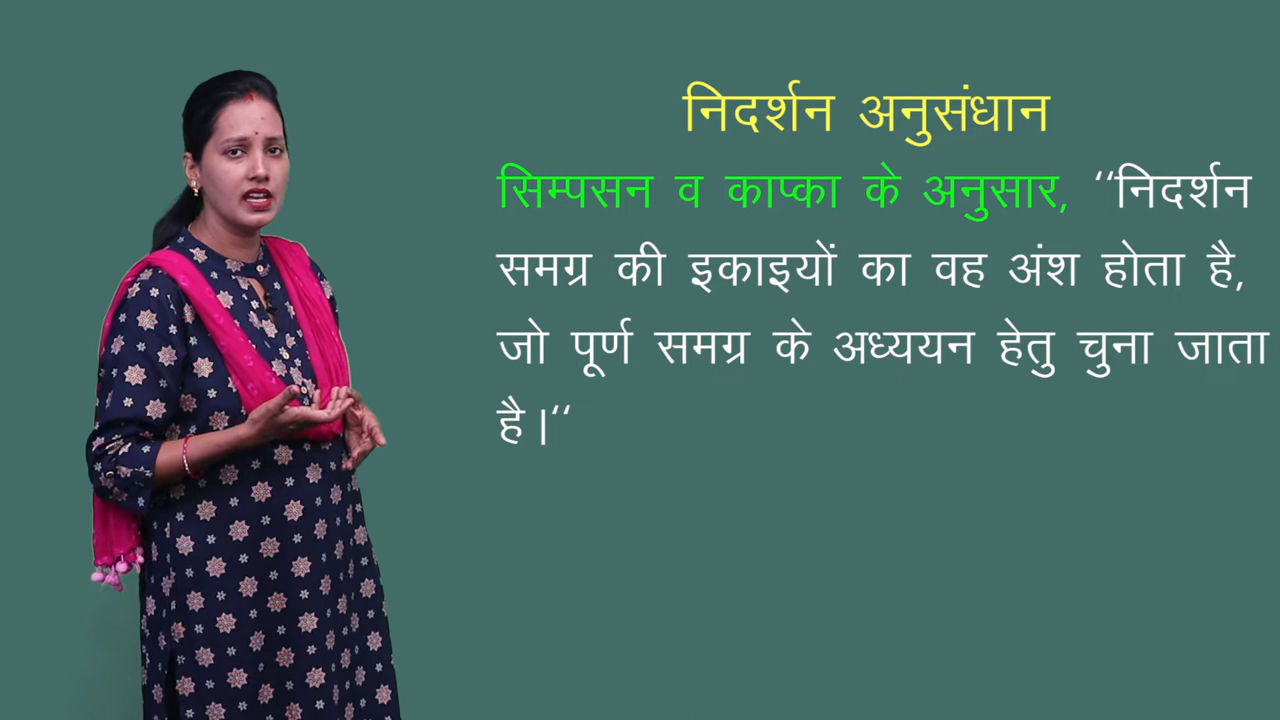 निदर्शन अनुसंधान
सिम्पसन व काफ्का के अनुसार, ‘‘निदर्शन
समग्र की इकाइयों का वह अंश होता है,
जो पूर्ण समग्र के अध्ययन हेतु चुना जाता
है।‘‘